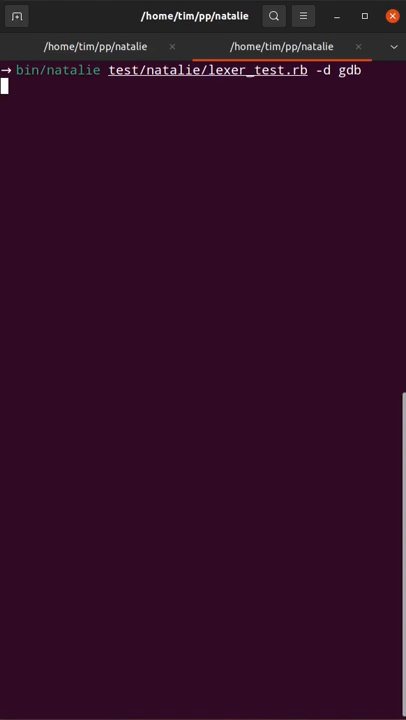 /home/tim/pp/natalie
/home/tim/pp/natalie /home/tim/pp/natalie
→ bin/natalie test/natalie/lexer_test.rb -d gdb